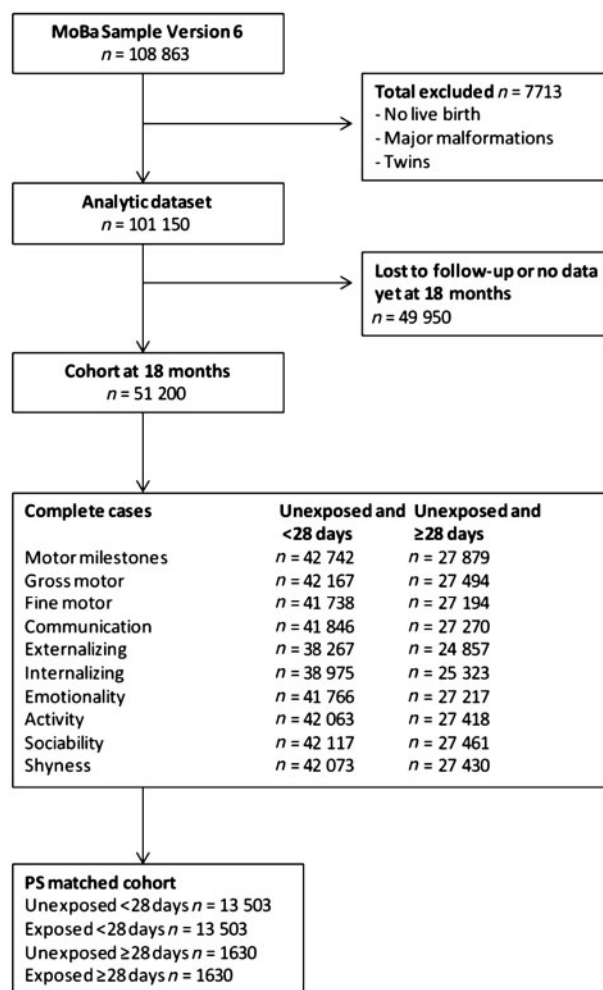 MoBa Sample Version 6
n = 108 863
Total excluded n = 7713
- No live birth
- Major malformations
- Twins
Analytic dataset
n = 101 150
Lost to follow-up or no data
yet at 18 months
n = 49 950
Cohort at 18 months
n = 51 200
Complete cases Unexposed and Unexposed and
<28 days ≥28 days
Motor milestones n = 42 742 n = 27 879
Gross motor n = 42 167 n = 27 494
Fine motor n = 41 738 n = 27 194
Communication n = 41 846 n = 27 270
Externalizing n = 38 267 n = 24 857
Internalizing n = 38 975 n = 25 323
Emotionality n = 41 766 n = 27 217
Activity n = 42 063 n = 27 418
Sociability n = 42 117 n = 27 461
Shyness n = 42 073 n = 27 430
PS matched cohort
Unexposed <28 days n = 13 503
Exposed <28 days n = 13 503
Unexposed ≥28 days n = 1630
Exposed ≥28 days n = 1630